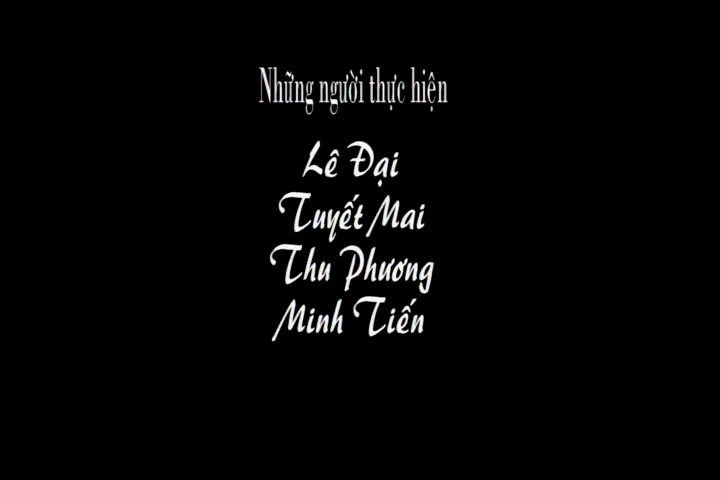 Những người thực hiện
Lê Đại
Tuyết Mai
Thu Phương
Minh Tiến